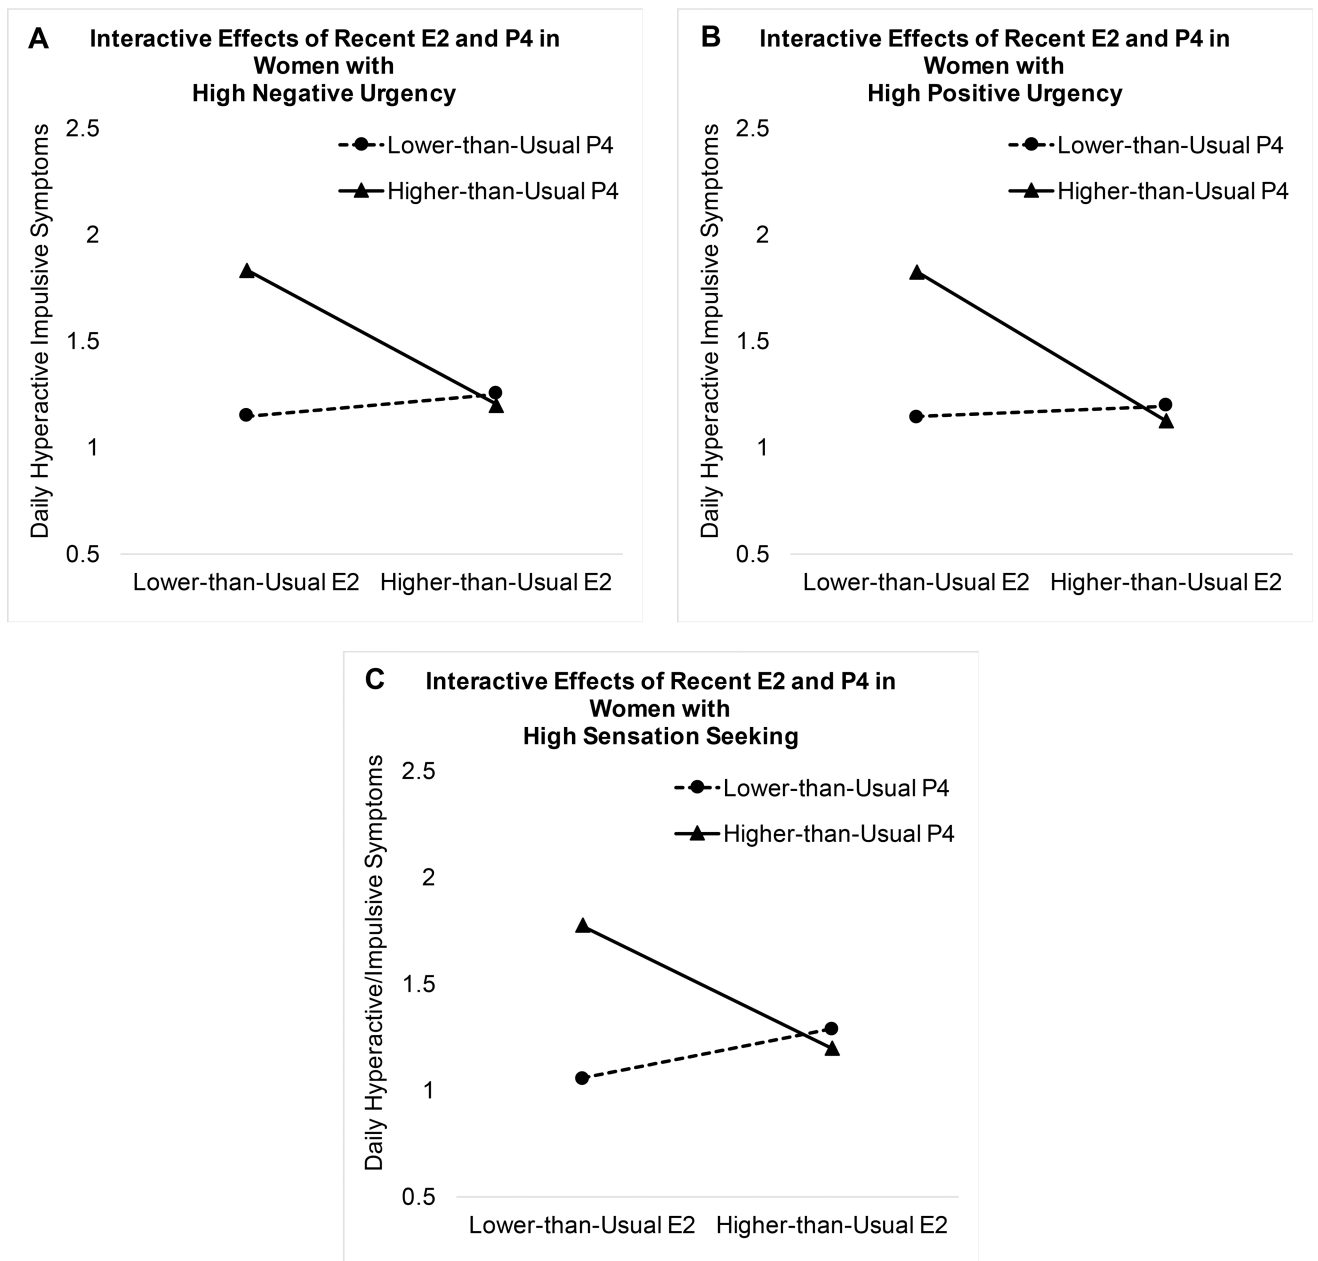 A
Interactive Effects of Recent E2 and P4 in
Women with
High Negative Urgency
Daily Hyperactive Impulsive Symptoms
2.5
2
1.5
1
0.5
Lower-than-Usual P4
Higher-than-Usual P4
Lower-than-Usual E2
Higher-than-Usual E2
B
Interactive Effects of Recent E2 and P4 in
Women with
High Positive Urgency
Daily Hyperactive Impulsive Symptoms
2.5
2
1.5
1
0.5
Lower-than-Usual P4
Higher-than-Usual P4
Lower-than-Usual E2
Higher-than-Usual E2
C
Interactive Effects of Recent E2 and P4 in
Women with
High Sensation Seeking
Daily Hyperactive/Impulsive Symptoms
2.5
2
1.5
1
0.5
Lower-than-Usual P4
Higher-than-Usual P4
Lower-than-Usual E2
Higher-than-Usual E2